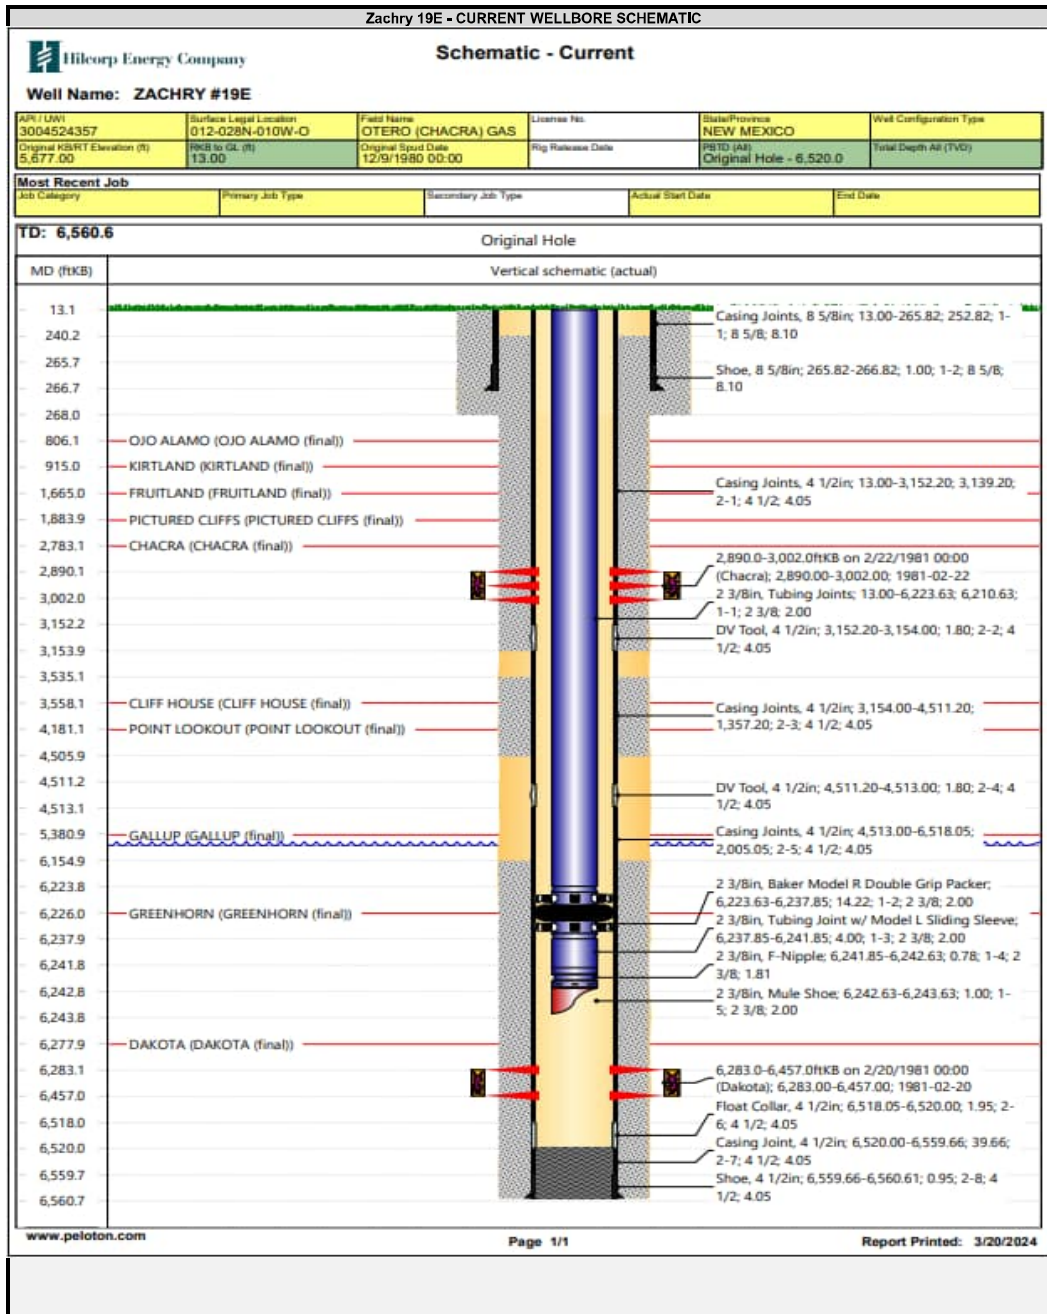 Zachry 19E - CURRENT WELLBORE SCHEMATIC
Hilcorp Energy Company
Schematic - Current
Well Name: ZACHRY #19E
API / UWI
3004524357
Surface Legal Location
012-028N-010W-O
Field Name
OTERO (CHACRA) GAS
License No.
State/Province
NEW MEXICO
Well Configuration Type
Original KB/RT Elevation (ft)
5,677.00
RKB to GL (ft)
13.00
Original Spud Date
12/9/1980 00:00
Rig Release Date
PBTD (All)
Original Hole - 6,520.0
Total Depth All (TVD)
Most Recent Job
Job Category
Primary Job Type
Secondary Job Type
Actual Start Date
End Date
TD: 6,560.6
Original Hole
MD (ftKB)
Vertical schematic (actual)
13.1
240.2
265.7
266.7
268.0
806.1
915.0
1,665.0
1,883.9
2,783.1
2,890.1
3,002.0
3,152.2
3,153.9
3,535.1
3,558.1
4,181.1
4,505.9
4,511.2
4,513.1
5,380.9
6,154.9
6,223.8
6,226.0
6,237.9
6,241.8
6,242.8
6,243.8
6,277.9
6,283.1
6,457.0
6,518.0
6,520.0
6,559.7
6,560.7
OJO ALAMO (OJO ALAMO (final))
KIRTLAND (KIRTLAND (final))
FRUITLAND (FRUITLAND (final))
PICTURED CLIFFS (PICTURED CLIFFS (final))
CHACRA (CHACRA (final))
CLIFF HOUSE (CLIFF HOUSE (final))
POINT LOOKOUT (POINT LOOKOUT (final))
GALLUP (GALLUP (final))
GREENHORN (GREENHORN (final))
DAKOTA (DAKOTA (final))
Casing Joints, 8 5/8in; 13.00-265.82; 252.82; 1-
1; 8 5/8; 8.10
Shoe, 8 5/8in; 265.82-266.82; 1.00; 1-2; 8 5/8;
8.10
Casing Joints, 4 1/2in; 13.00-3,152.20; 3,139.20;
2-1; 4 1/2; 4.05
2,890.0-3,002.0ftKB on 2/22/1981 00:00
(Chacra); 2,890.00-3,002.00; 1981-02-22
2 3/8in, Tubing Joints; 13.00-6,223.63; 6,210.63;
1-1; 2 3/8; 2.00
DV Tool, 4 1/2in; 3,152.20-3,154.00; 1.80; 2-2; 4
1/2; 4.05
Casing Joints, 4 1/2in; 3,154.00-4,511.20;
1,357.20; 2-3; 4 1/2; 4.05
DV Tool, 4 1/2in; 4,511.20-4,513.00; 1.80; 2-4; 4
1/2; 4.05
Casing Joints, 4 1/2in; 4,513.00-6,518.05;
2,005.05; 2-5; 4 1/2; 4.05
2 3/8in, Baker Model R Double Grip Packer;
6,223.63-6,237.85; 14.22; 1-2; 2 3/8; 2.00
2 3/8in, Tubing Joint w/ Model L Sliding Sleeve;
6,237.85-6,241.85; 4.00; 1-3; 2 3/8; 2.00
2 3/8in, F-Nipple; 6,241.85-6,242.63; 0.78; 1-4; 2
3/8; 1.81
2 3/8in, Mule Shoe; 6,242.63-6,243.63; 1.00; 1-
5; 2 3/8; 2.00
6,283.0-6,457.0ftKB on 2/20/1981 00:00
(Dakota); 6,283.00-6,457.00; 1981-02-20
Float Collar, 4 1/2in; 6,518.05-6,520.00; 1.95; 2-
6; 4 1/2; 4.05
Casing Joint, 4 1/2in; 6,520.00-6,559.66; 39.66;
2-7; 4 1/2; 4.05
Shoe, 4 1/2in; 6,559.66-6,560.61; 0.95; 2-8; 4
1/2; 4.05
www.peloton.com
Page 1/1
Report Printed: 3/20/2024